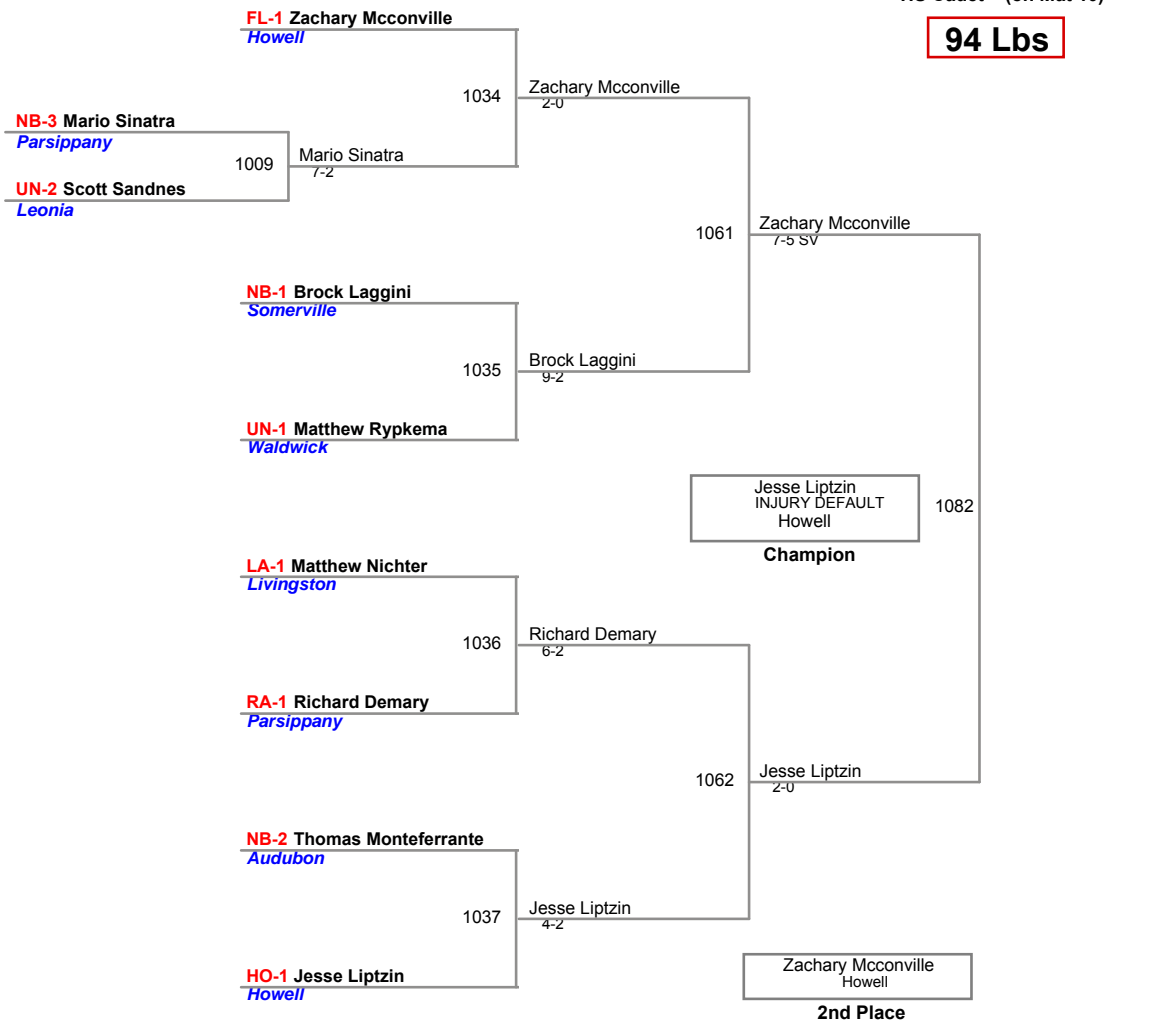 94 Lbs
FL-1 Zachary Mcconville
Howell
1034
Zachary Mcconville
2-0
NB-3 Mario Sinatra
Parsippany
1009
Mario Sinatra
7-2
UN-2 Scott Sandnes
Leonia
1061
Zachary Mcconville
7-5 SV
NB-1 Brock Laggini
Somerville
1035
Brock Laggini
9-2
UN-1 Matthew Rypkema
Waldwick
Jesse Liptzin
INJURY DEFAULT
Howell
1082
Champion
LA-1 Matthew Nichter
Livingston
1036
Richard Demary
6-2
RA-1 Richard Demary
Parsippany
1062
Jesse Liptzin
2-0
NB-2 Thomas Monteferrante
Audubon
1037
Jesse Liptzin
4-2
HO-1 Jesse Liptzin
Howell
Zachary Mcconville
Howell
2nd Place